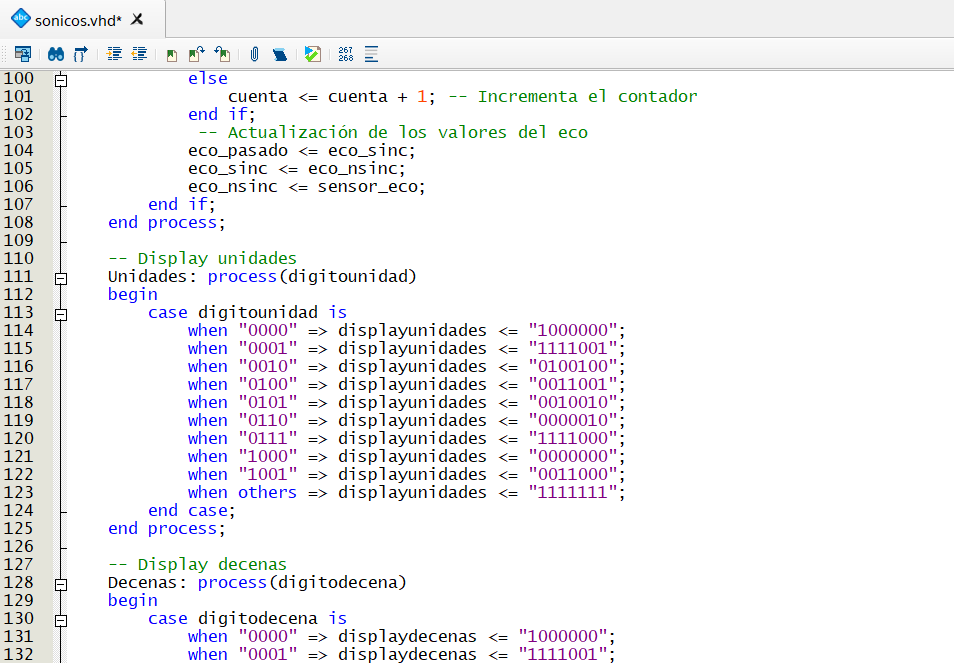 abc sonicos.vhd*
267
268
100 else
101 cuenta <= cuenta + 1; -- Incrementa el contador
102 end if;
103 -- Actualización de los valores del eco
104 eco_pasado <= eco_sinc;
105 eco_sinc <= eco_nsinc;
106 eco_nsinc <= sensor_eco;
107 end if;
108 end process;
109
110 -- Display unidades
111 Unidades: process(digitounidad)
112 begin
113 case digitounidad is
114 when "0000" => displayunidades <= "1000000";
115 when "0001" => displayunidades <= "1111001";
116 when "0010" => displayunidades <= "0100100";
117 when "0100" => displayunidades <= "0011001";
118 when "0101" => displayunidades <= "0010010";
119 when "0110" => displayunidades <= "0000010";
120 when "0111" => displayunidades <= "1111000";
121 when "1000" => displayunidades <= "0000000";
122 when "1001" => displayunidades <= "0011000";
123 when others => displayunidades <= "1111111";
124 end case;
125 end process;
126
127 -- Display decenas
128 Decenas: process(digitodecena)
129 begin
130 case digitodecena is
131 when "0000" => displaydecenas <= "1000000";
132 when "0001" => displaydecenas <= "1111001";